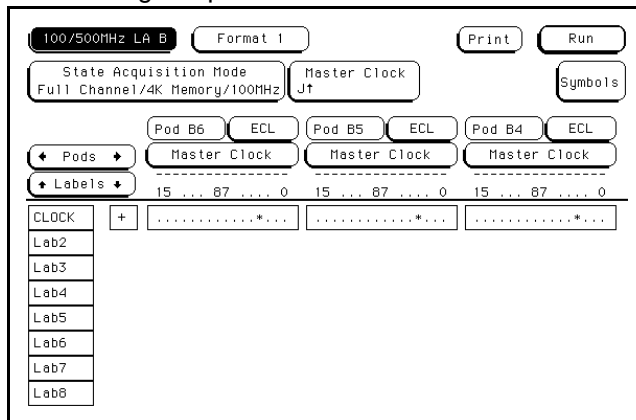 100/500MHz LA B Format 1 Print Run
State Acquisition Mode Master Clock
Full Channel/4K Memory/100MHz J↑ Symbols
Pod B6 ECL Pod B5 ECL Pod B4 ECL
← Pods → Master Clock Master Clock Master Clock
↑ Labels ↓ 15 ... 87 .... 0 15 ... 87 .... 0 15 ... 87 .... 0
CLOCK + ............*... ............*... ............*...
Lab2
Lab3
Lab4
Lab5
Lab6
Lab7
Lab8